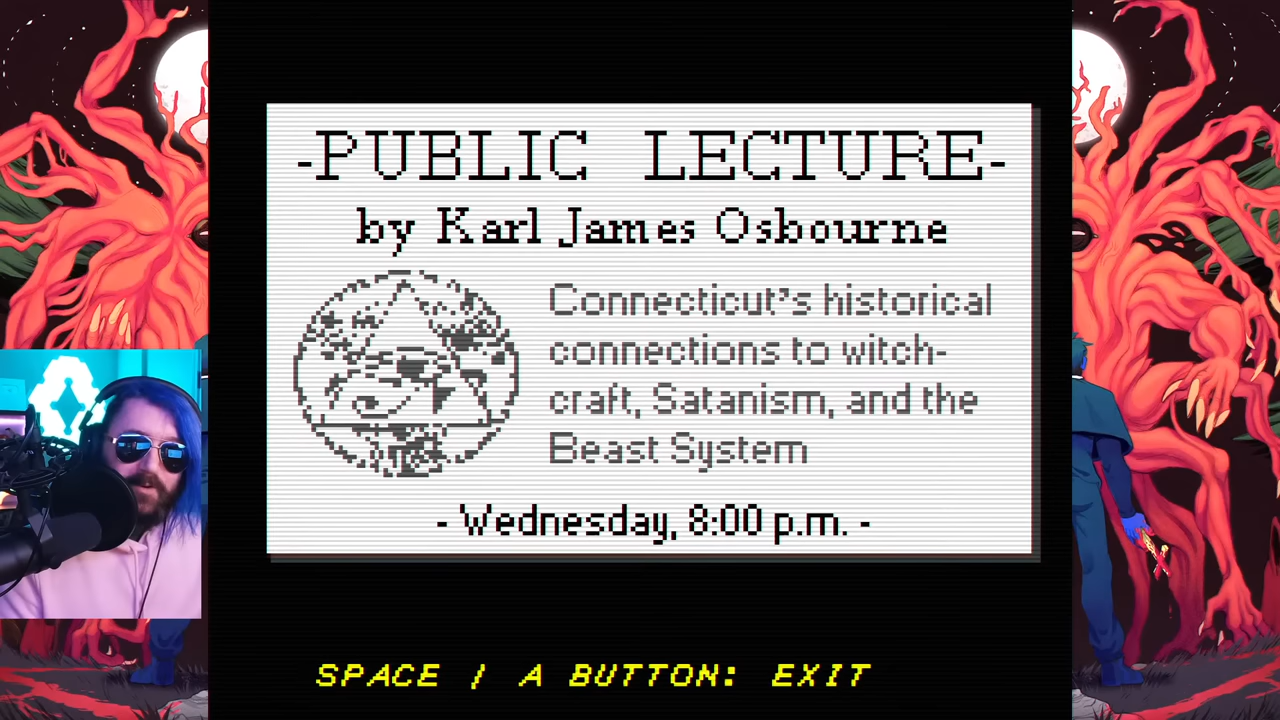 -PUBLIC LECTURE-
by Karl James Osbourne
Connecticut's historical
connections to witch-
craft, Satanism, and the
Beast System
- Wednesday, 8:00 p.m. -
SPACE / A BUTTON: EXIT